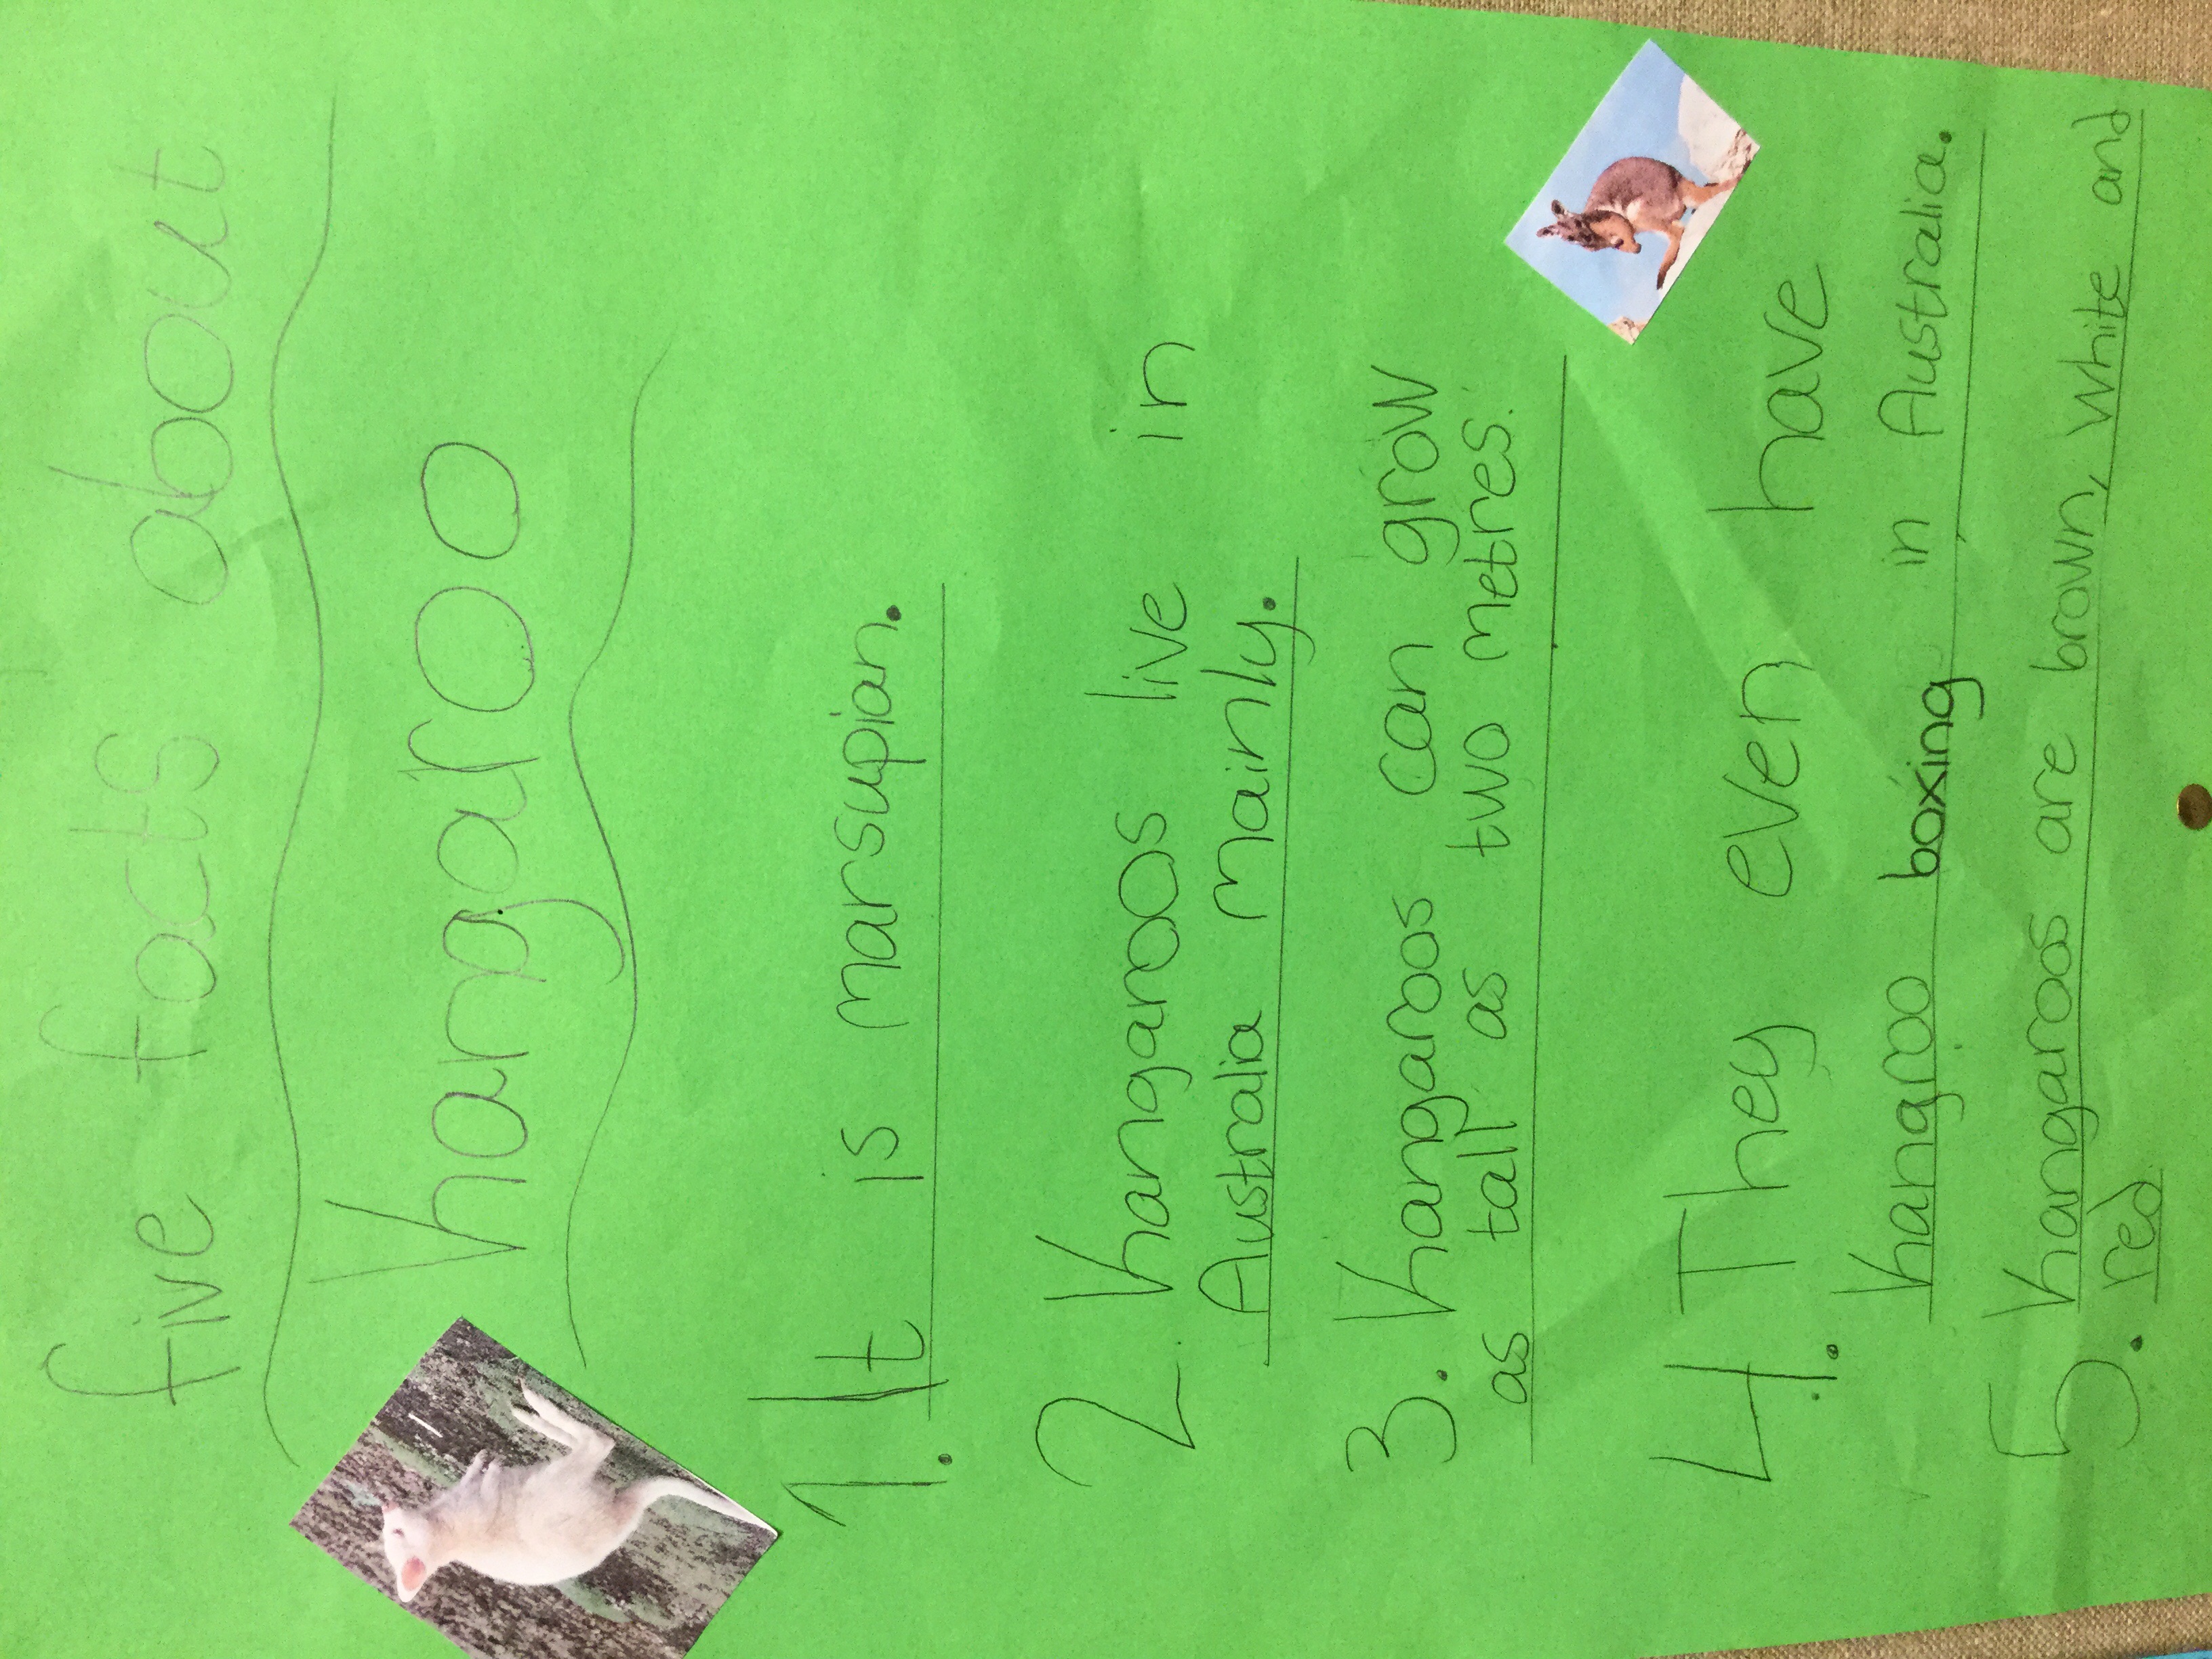 five facts about
Kangaroo
1. It is marsupian.
2. Kangaroos live in
Australia mainly.
3. Kangaroos can grow
as tall as two metres.
4. They even have
Kangroo boxing in Australia.
5. Kangaroos are brown, white and
red